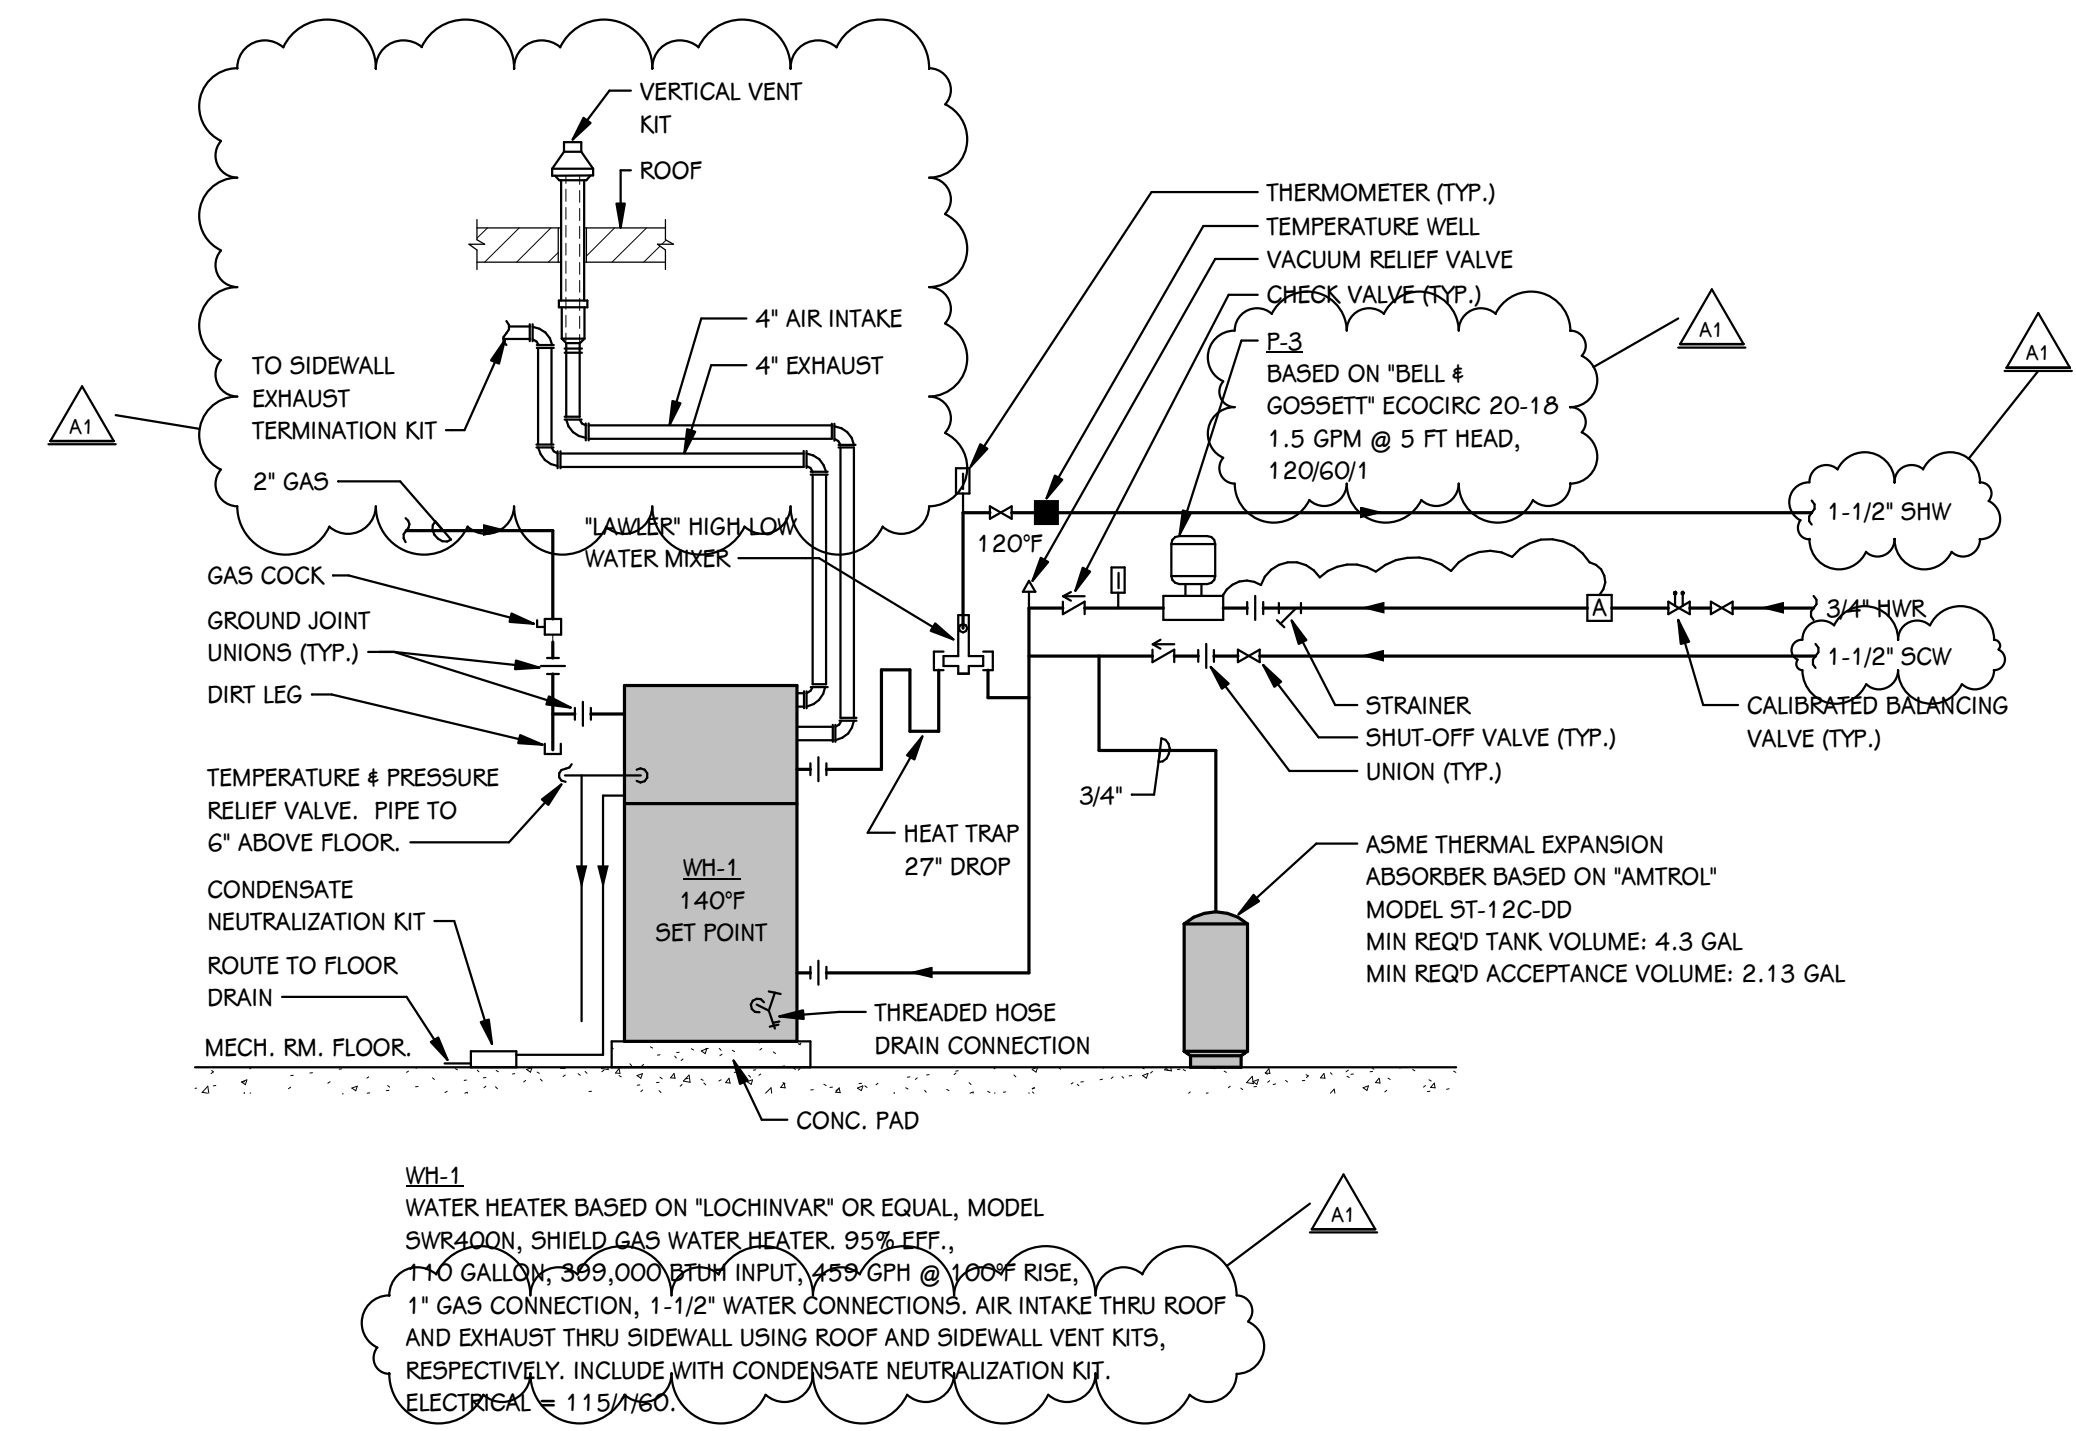 VERTICAL VENT
KIT
ROOF
4" AIR INTAKE
4" EXHAUST
TO SIDEWALL
EXHAUST
TERMINATION KIT
A1
2" GAS
"LAWLER" HIGH LOW
WATER MIXER
GAS COCK
GROUND JOINT
UNIONS (TYP.)
DIRT LEG
TEMPERATURE & PRESSURE
RELIEF VALVE. PIPE TO
6" ABOVE FLOOR.
CONDENSATE
NEUTRALIZATION KIT
ROUTE TO FLOOR
DRAIN
MECH. RM. FLOOR.
WH-1
140°F
SET POINT
THERMOMETER (TYP.)
TEMPERATURE WELL
VACUUM RELIEF VALVE
CHECK VALVE (TYP.)
P-3
BASED ON "BELL &
GOSSETT" ECOCIRC 20-18
1.5 GPM @ 5 FT HEAD,
120/60/1
A1
A1
1-1/2" SHW
120°F
A
3/4" HWR
1-1/2" SCW
STRAINER
SHUT-OFF VALVE (TYP.)
UNION (TYP.)
CALIBRATED BALANCING
VALVE (TYP.)
3/4"
HEAT TRAP
27" DROP
ASME THERMAL EXPANSION
ABSORBER BASED ON "AMTROL"
MODEL ST-12C-DD
MIN REQ'D TANK VOLUME: 4.3 GAL
MIN REQ'D ACCEPTANCE VOLUME: 2.13 GAL
THREADED HOSE
DRAIN CONNECTION
CONC. PAD
WH-1
WATER HEATER BASED ON "LOCHINVAR" OR EQUAL, MODEL
SWR400N, SHIELD GAS WATER HEATER. 95% EFF.,
110 GALLON, 399,000 BTUH INPUT, 459 GPH @ 100°F RISE,
1" GAS CONNECTION, 1-1/2" WATER CONNECTIONS. AIR INTAKE THRU ROOF
AND EXHAUST THRU SIDEWALL USING ROOF AND SIDEWALL VENT KITS,
RESPECTIVELY. INCLUDE WITH CONDENSATE NEUTRALIZATION KIT.
ELECTRICAL = 115/1/60.
A1